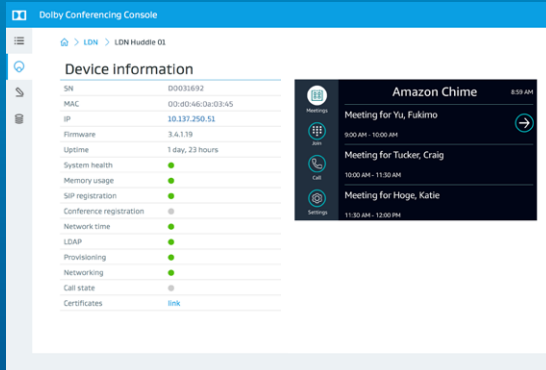 Dolby Conferencing Console
LDN > LDN Huddle 01
Device information
SN D0031692
MAC 00:d0:46:0a:03:45
IP 10.137.250.51
Firmware 3.4.1.19
Uptime 1 day, 23 hours
System health
Memory usage
SIP registration
Conference registration
Network time
LDAP
Provisioning
Networking
Call state
Certificates link
Amazon Chime 8:59 AM
Meetings
Join
Call
Settings
Meeting for Yu, Fukimo
9:00 AM - 10:00 AM
Meeting for Tucker, Craig
10:00 AM - 11:30 AM
Meeting for Hoge, Katie
11:30 AM - 12:00 PM